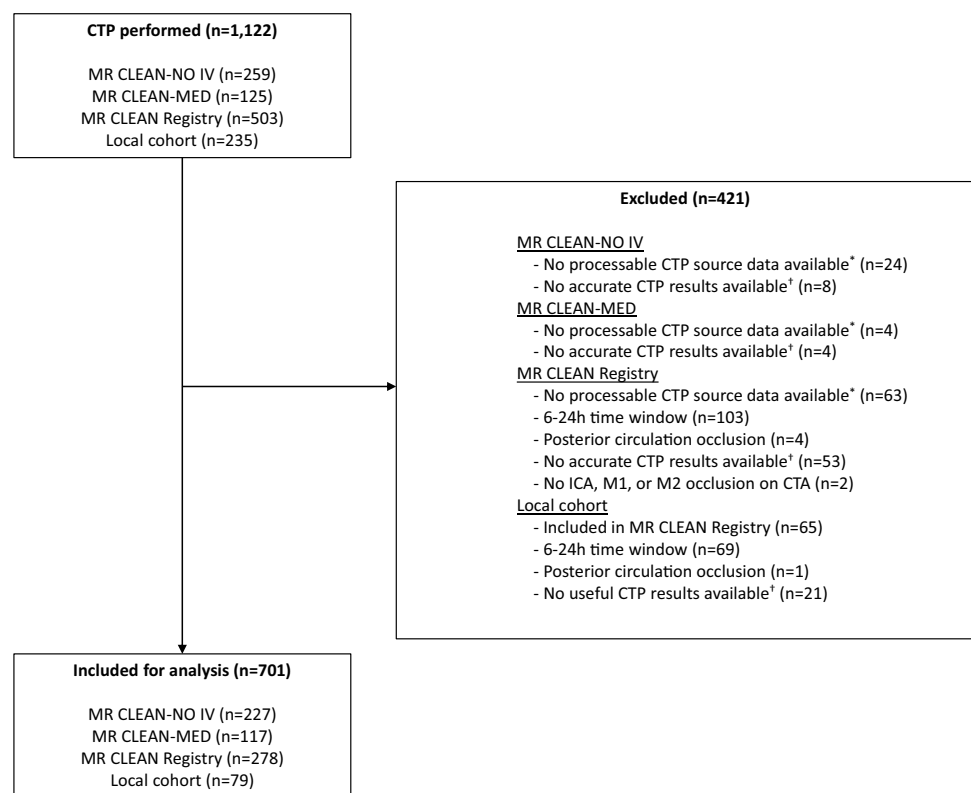 CTP performed (n=1,122)
MR CLEAN-NO IV (n=259)
MR CLEAN-MED (n=125)
MR CLEAN Registry (n=503)
Local cohort (n=235)
Excluded (n=421)
MR CLEAN-NO IV
- No processable CTP source data available* (n=24)
- No accurate CTP results available† (n=8)
MR CLEAN-MED
- No processable CTP source data available* (n=4)
- No accurate CTP results available† (n=4)
MR CLEAN Registry
- No processable CTP source data available* (n=63)
- 6-24h time window (n=103)
- Posterior circulation occlusion (n=4)
- No accurate CTP results available† (n=53)
- No ICA, M1, or M2 occlusion on CTA (n=2)
Local cohort
- Included in MR CLEAN Registry (n=65)
- 6-24h time window (n=69)
- Posterior circulation occlusion (n=1)
- No useful CTP results available† (n=21)
Included for analysis (n=701)
MR CLEAN-NO IV (n=227)
MR CLEAN-MED (n=117)
MR CLEAN Registry (n=278)
Local cohort (n=79)